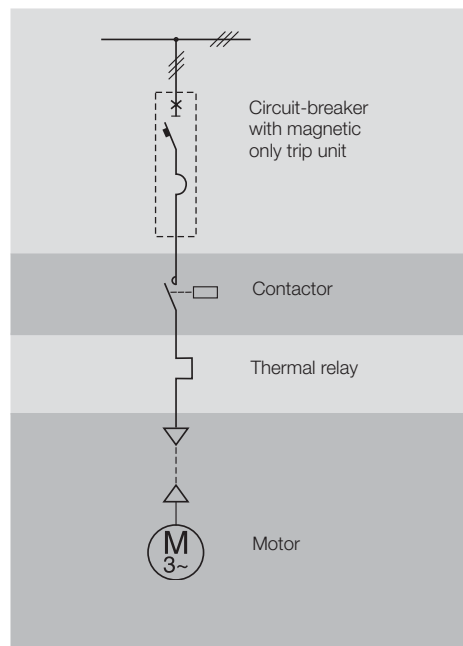 Circuit-breaker
with magnetic
only trip unit
Contactor
Thermal relay
M
3~
Motor